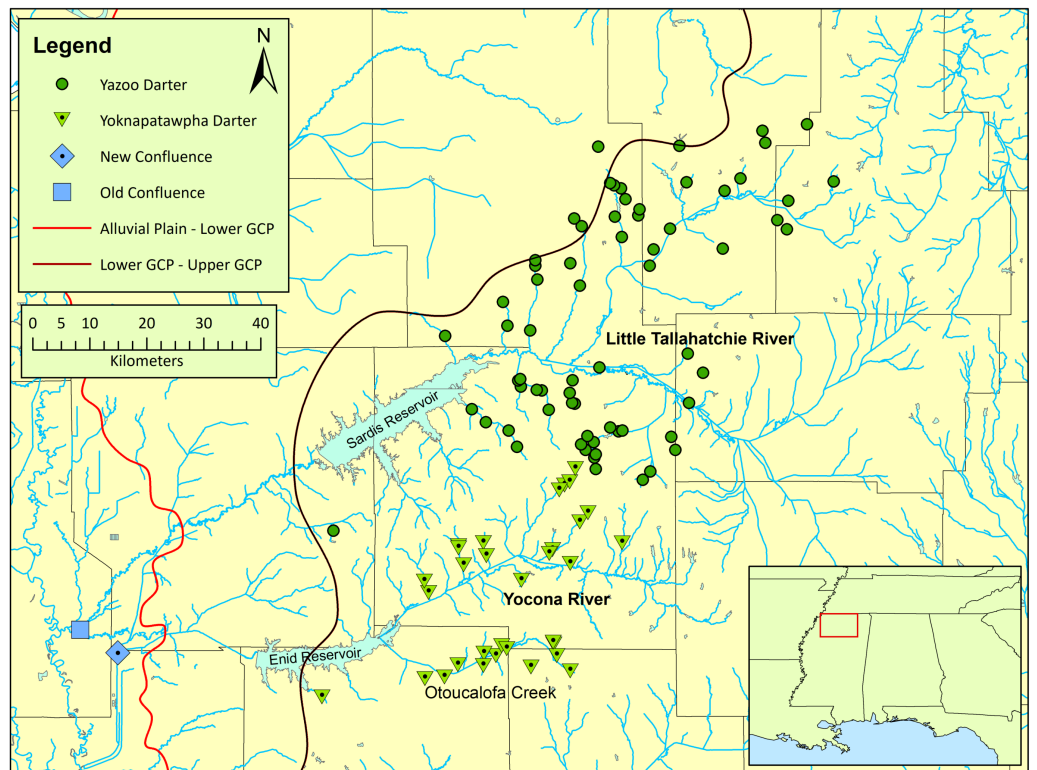 Legend
N
Yazoo Darter
Yoknapatawpha Darter
New Confluence
Old Confluence
Alluvial Plain - Lower GCP
Lower GCP - Upper GCP
0 5 10 20 30 40
Kilometers
Little Tallahatchie River
Sardis Reservoir
Yocona River
Enid Reservoir
Otoucalofa Creek